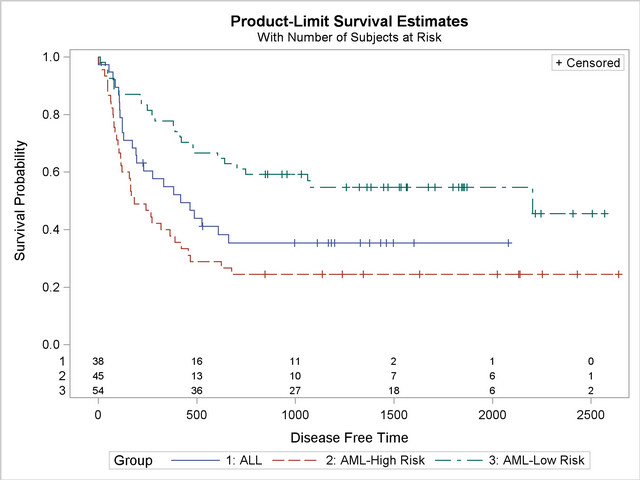 Product-Limit Survival Estimates
With Number of Subjects at Risk
+ Censored
Survival Probability
1.0
0.8
0.6
0.4
0.2
0.0
1 38 16 11 2 1 0
2 45 13 10 7 6 1
3 54 36 27 18 6 2
0 500 1000 1500 2000 2500
Disease Free Time
Group 1: ALL 2: AML-High Risk 3: AML-Low Risk